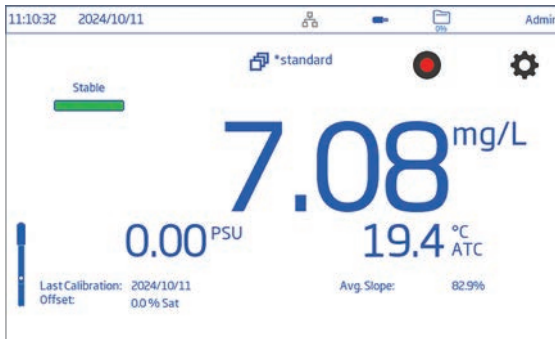 11:10:32 2024/10/11 0% Admin
*standard
Stable
7.08 mg/L
0.00 PSU 19.4 °C ATC
Last Calibration: 2024/10/11 Avg. Slope: 82.9%
Offset: 0.0 % Sat